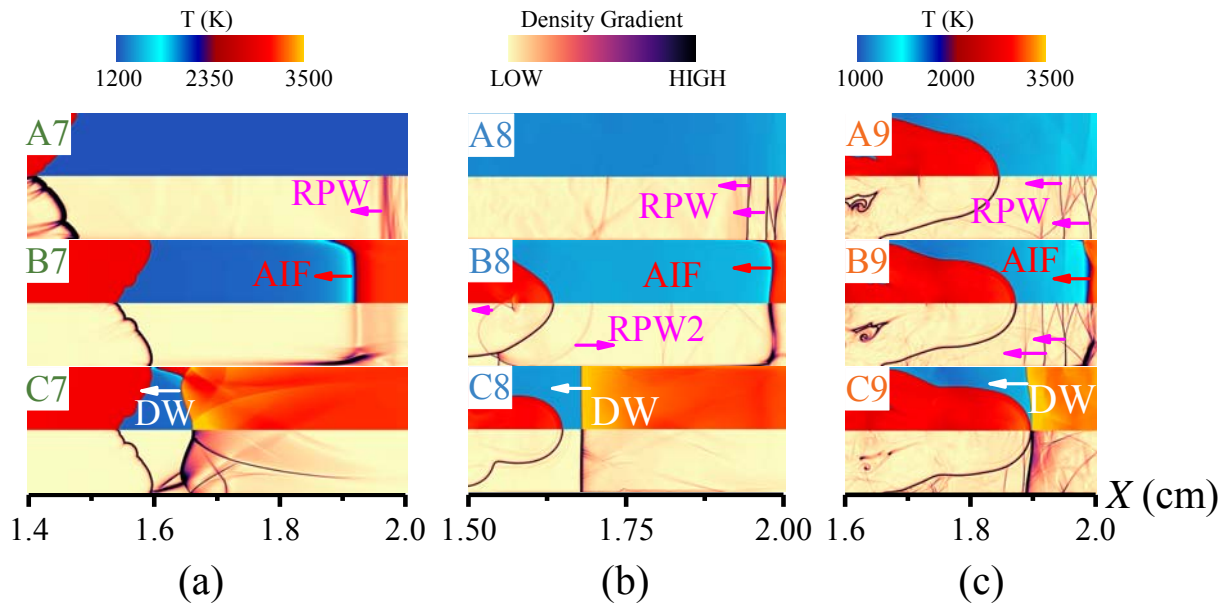 T (K)
1200 2350 3500
Density Gradient
LOW HIGH
T (K)
1000 2000 3500
A7
RPW
B7
AIF
C7
DW
1.4 1.6 1.8 2.0
(a)
A8
RPW
B8
AIF
RPW2
C8
DW
1.50 1.75 2.00
(b)
A9
RPW
B9
AIF
C9
DW
1.6 1.8 2.0
X (cm)
(c)